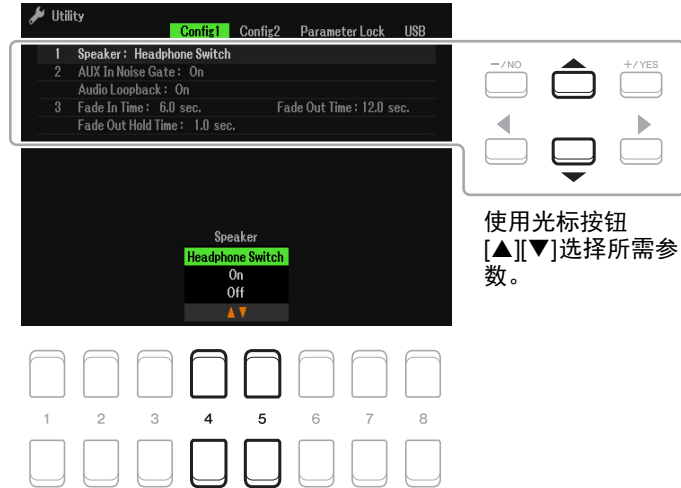 Utility
Config1 Config2 Parameter Lock USB
1 Speaker: Headphone Switch
2 AUX In Noise Gate: On
Audio Loopback: On
3 Fade In Time: 6.0 sec. Fade Out Time: 12.0 sec.
Fade Out Hold Time: 1.0 sec.
−/NO +/YES
使用光标按钮
[▲][▼]选择所需参
数。
Speaker
Headphone Switch
On
Off
1 2 3 4 5 6 7 8